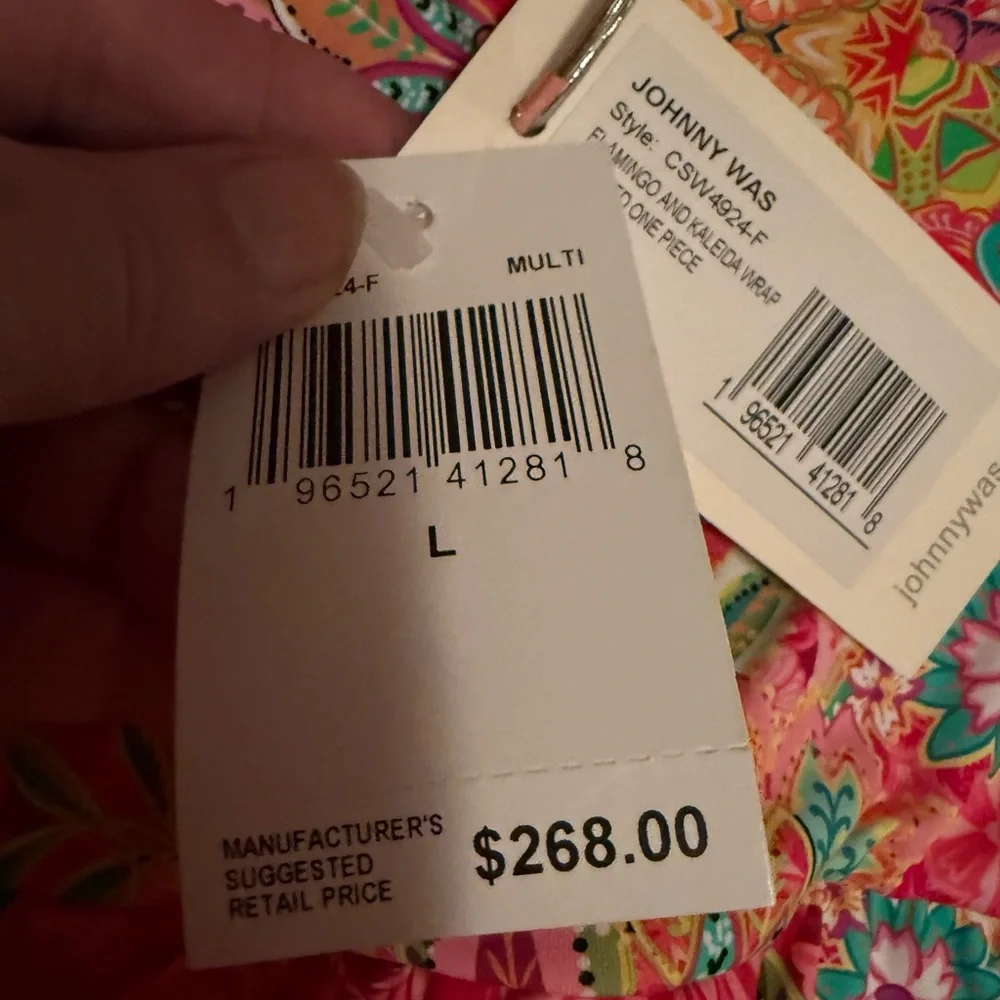 JOHNNY WAS
Style: CSW4924-F
FLAMINGO AND KALEIDA WRAP
ONE PIECE
1 96521 41281 8
johnnywas
4-F MULTI
1 96521 41281 8
L
MANUFACTURER'S
SUGGESTED
RETAIL PRICE
$268.00